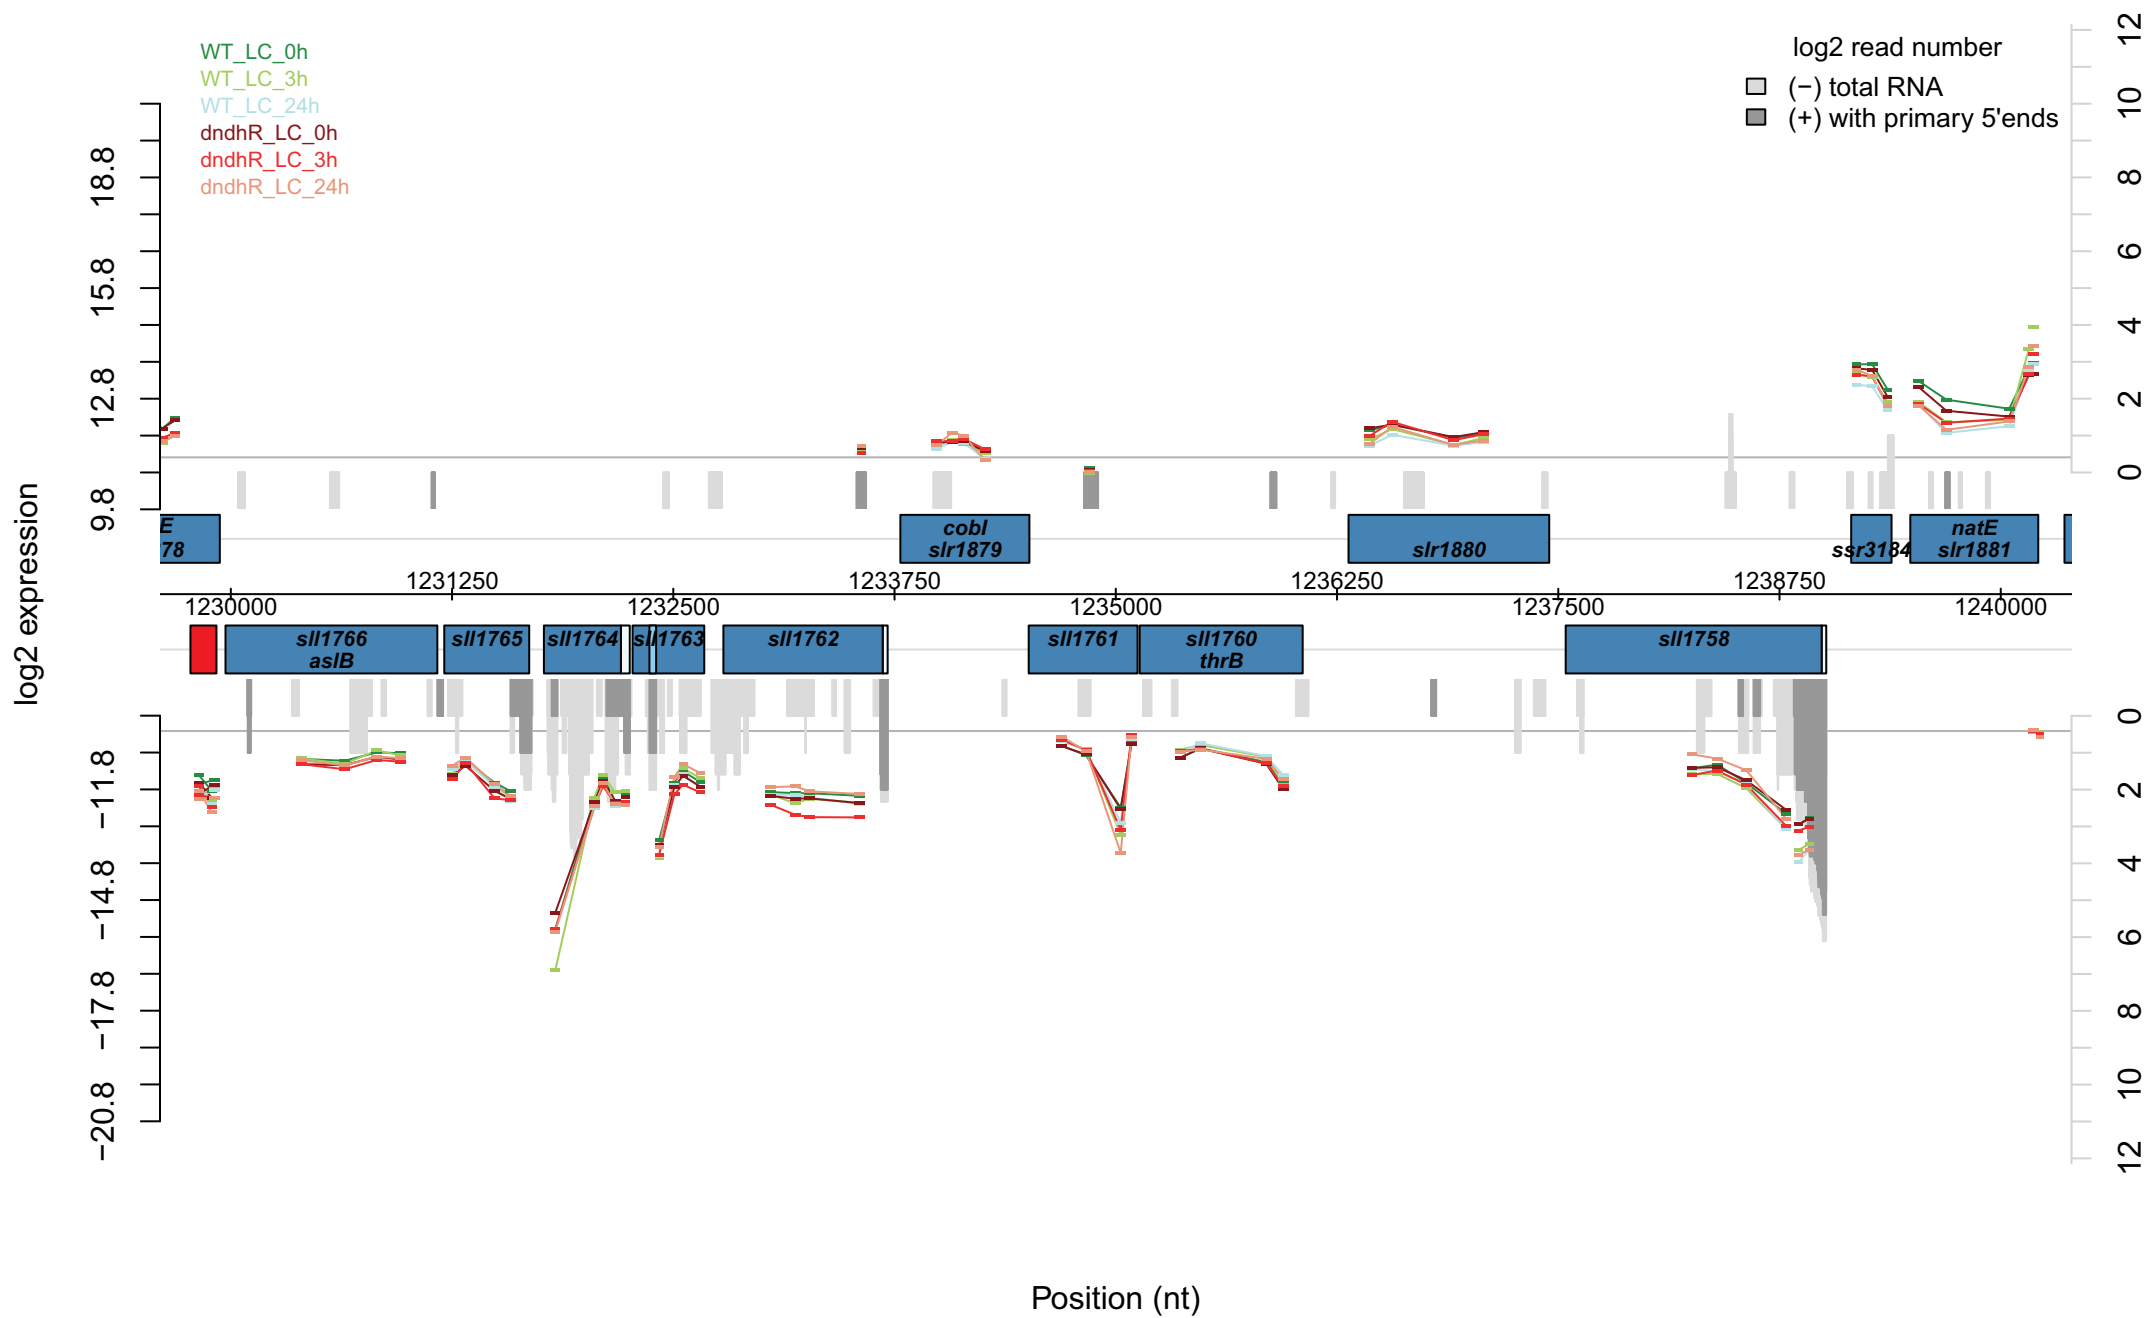 WT_LC_0h
WT_LC_3h
WT_LC_24h
dndhR_LC_0h
dndhR_LC_3h
dndhR_LC_24h
log2 read number
(−) total RNA
(+) with primary 5'ends
log2 expression
18.8
15.8
12.8
9.8
12
10
8
6
4
2
0
E
78
cobI
slr1879
slr1880
ssr3184
natE
slr1881
1231250
1233750
1236250
1238750
1230000
1232500
1235000
1237500
1240000
sll1766
aslB
sll1765
sll1764
sll1763
sll1762
sll1761
sll1760
thrB
sll1758
−11.8
−14.8
−17.8
−20.8
0
2
4
6
8
10
12
Position (nt)